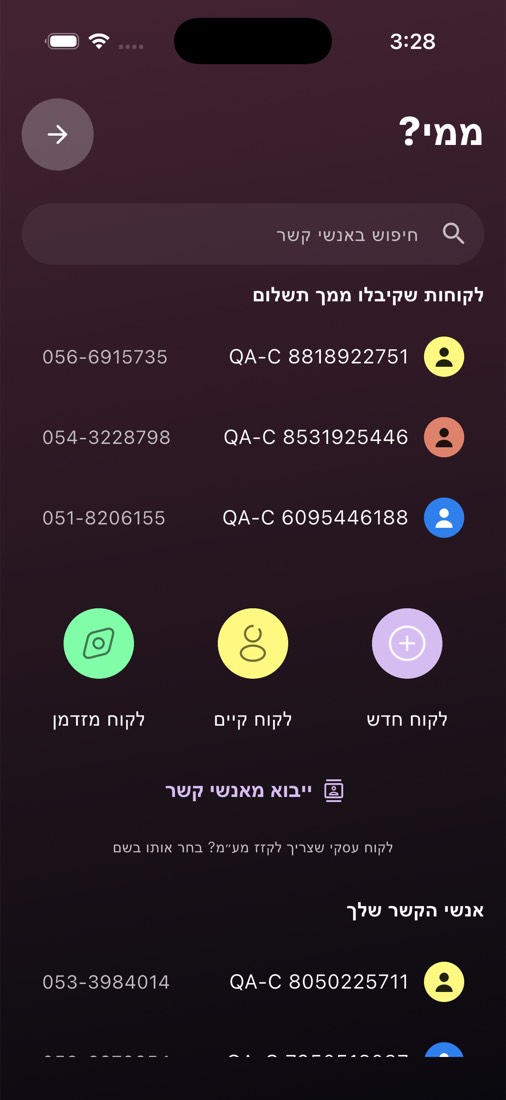 3:28
ממי?
חיפוש באנשי קשר
לקוחות שקיבלו ממך תשלום
QA-C 8818922751 056-6915735
QA-C 8531925446 054-3228798
QA-C 6095446188 051-8206155
לקוח חדש לקוח קיים לקוח מזדמן
ייבוא מאנשי קשר
לקוח עסקי שצריך לקזז מע״מ? בחר אותו בשם
אנשי הקשר שלך
QA-C 8050225711 053-3984014